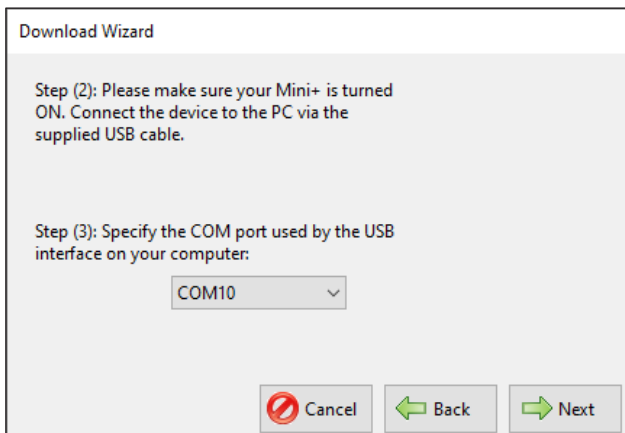 Download Wizard
Step (2): Please make sure your Mini+ is turned
ON. Connect the device to the PC via the
supplied USB cable.
Step (3): Specify the COM port used by the USB
interface on your computer:
COM10
Cancel Back Next